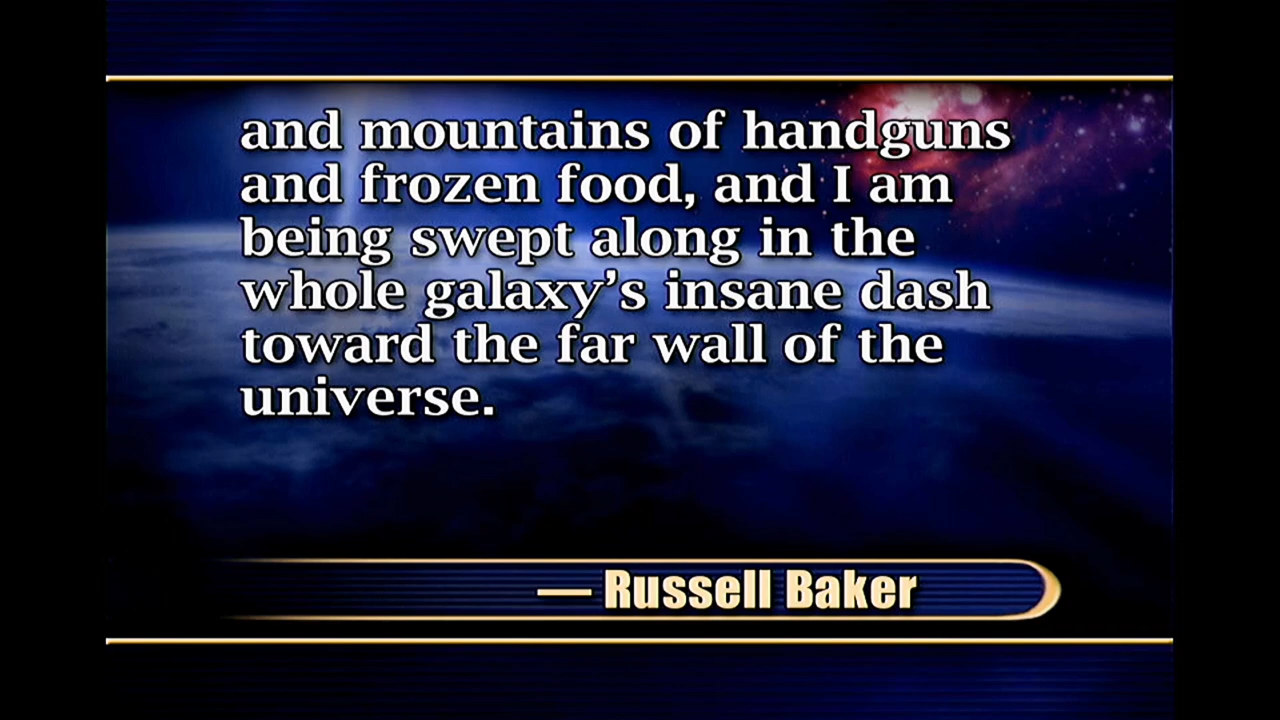 and mountains of handguns
and frozen food, and I am
being swept along in the
whole galaxy’s insane dash
toward the far wall of the
universe.
— Russell Baker